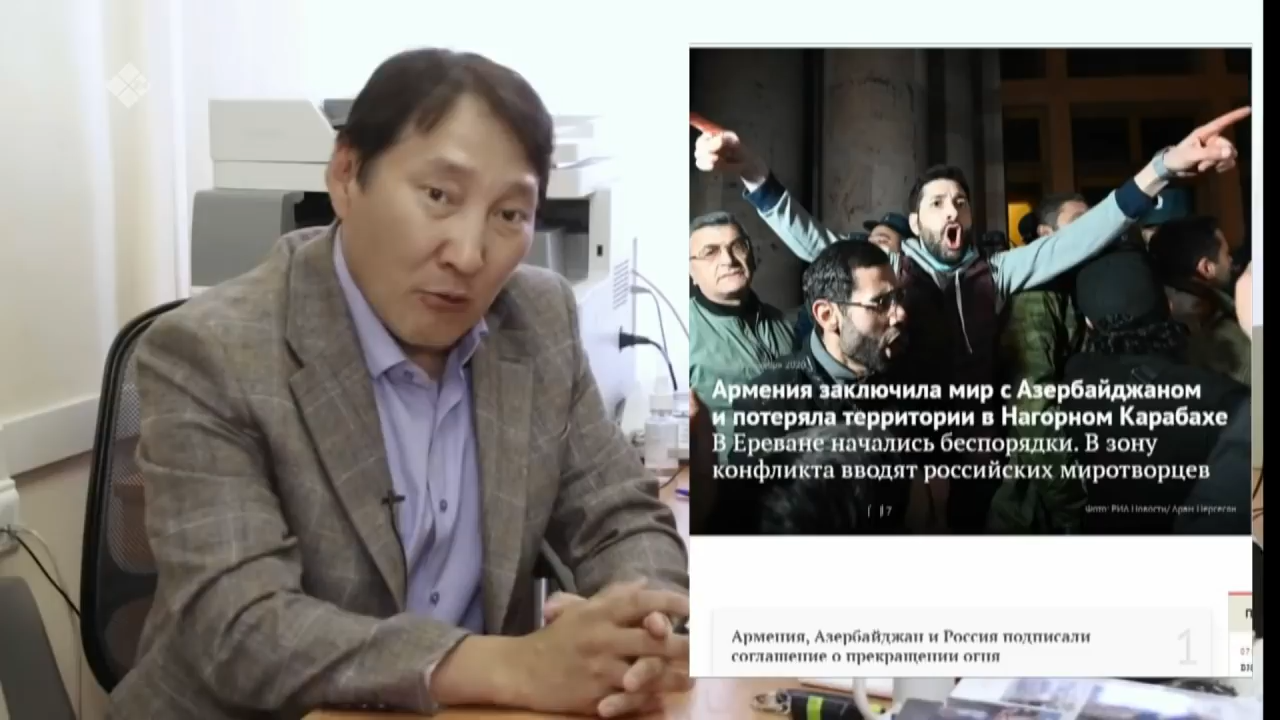 Армения заключила мир с Азербайджаном
и потеряла территории в Нагорном Карабахе
В Ереване начались беспорядки. В зону
конфликта вводят российских миротворцев
Армения, Азербайджан и Россия подписали
соглашение о прекращении огня
1